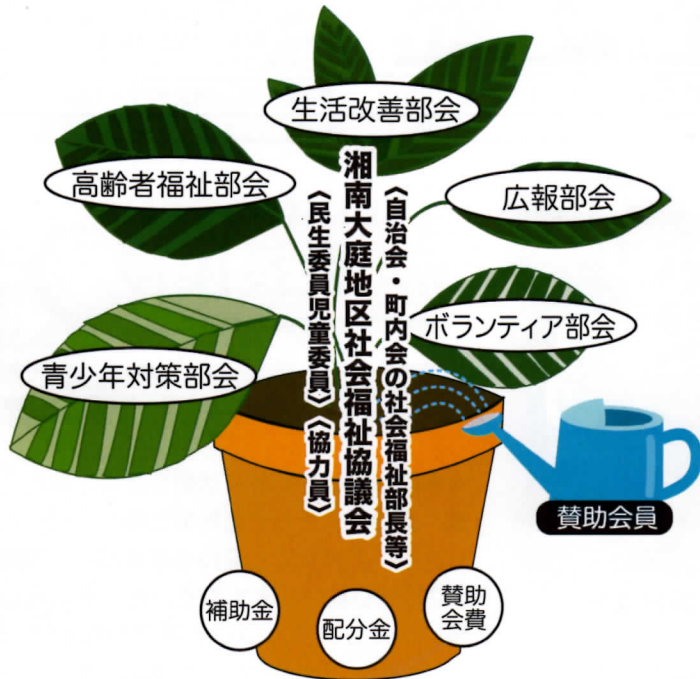 生活改善部会
高齢者福祉部会
広報部会
ボランティア部会
青少年対策部会
〈自治会・町内会の社会福祉部長等〉
湘南大庭地区社会福祉協議会
〈民生委員児童委員〉〈協力員〉
賛助会員
補助金
配分金
賛助
会費